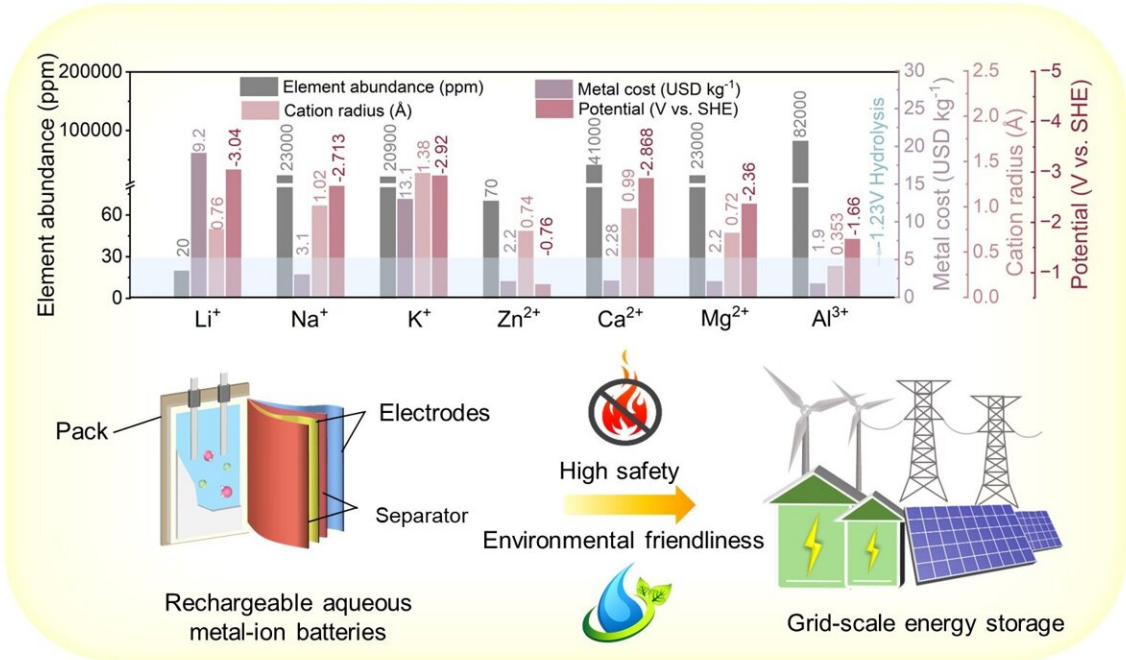 Element abundance (ppm)
200000
100000
60
30
0
Element abundance (ppm)
Cation radius (Å)
Metal cost (USD kg⁻¹)
Potential (V vs. SHE)
20
9.2
0.76
-3.04
23000
3.1
1.02
-2.713
20900
13.1
1.38
-2.92
70
2.2
0.74
-0.76
41000
2.28
0.99
-2.868
23000
2.2
0.72
-2.36
82000
1.9
0.353
-1.66
Li⁺
Na⁺
K⁺
Zn²⁺
Ca²⁺
Mg²⁺
Al³⁺
-1.23V Hydrolysis
30
25
20
15
10
5
0
Metal cost (USD kg⁻¹)
2.5
2.0
1.5
1.0
0.5
0.0
Cation radius (Å)
−5
−4
−3
−2
−1
Potential (V vs. SHE)
Pack
Electrodes
Separator
Rechargeable aqueous
metal-ion batteries
High safety
Environmental friendliness
Grid-scale energy storage